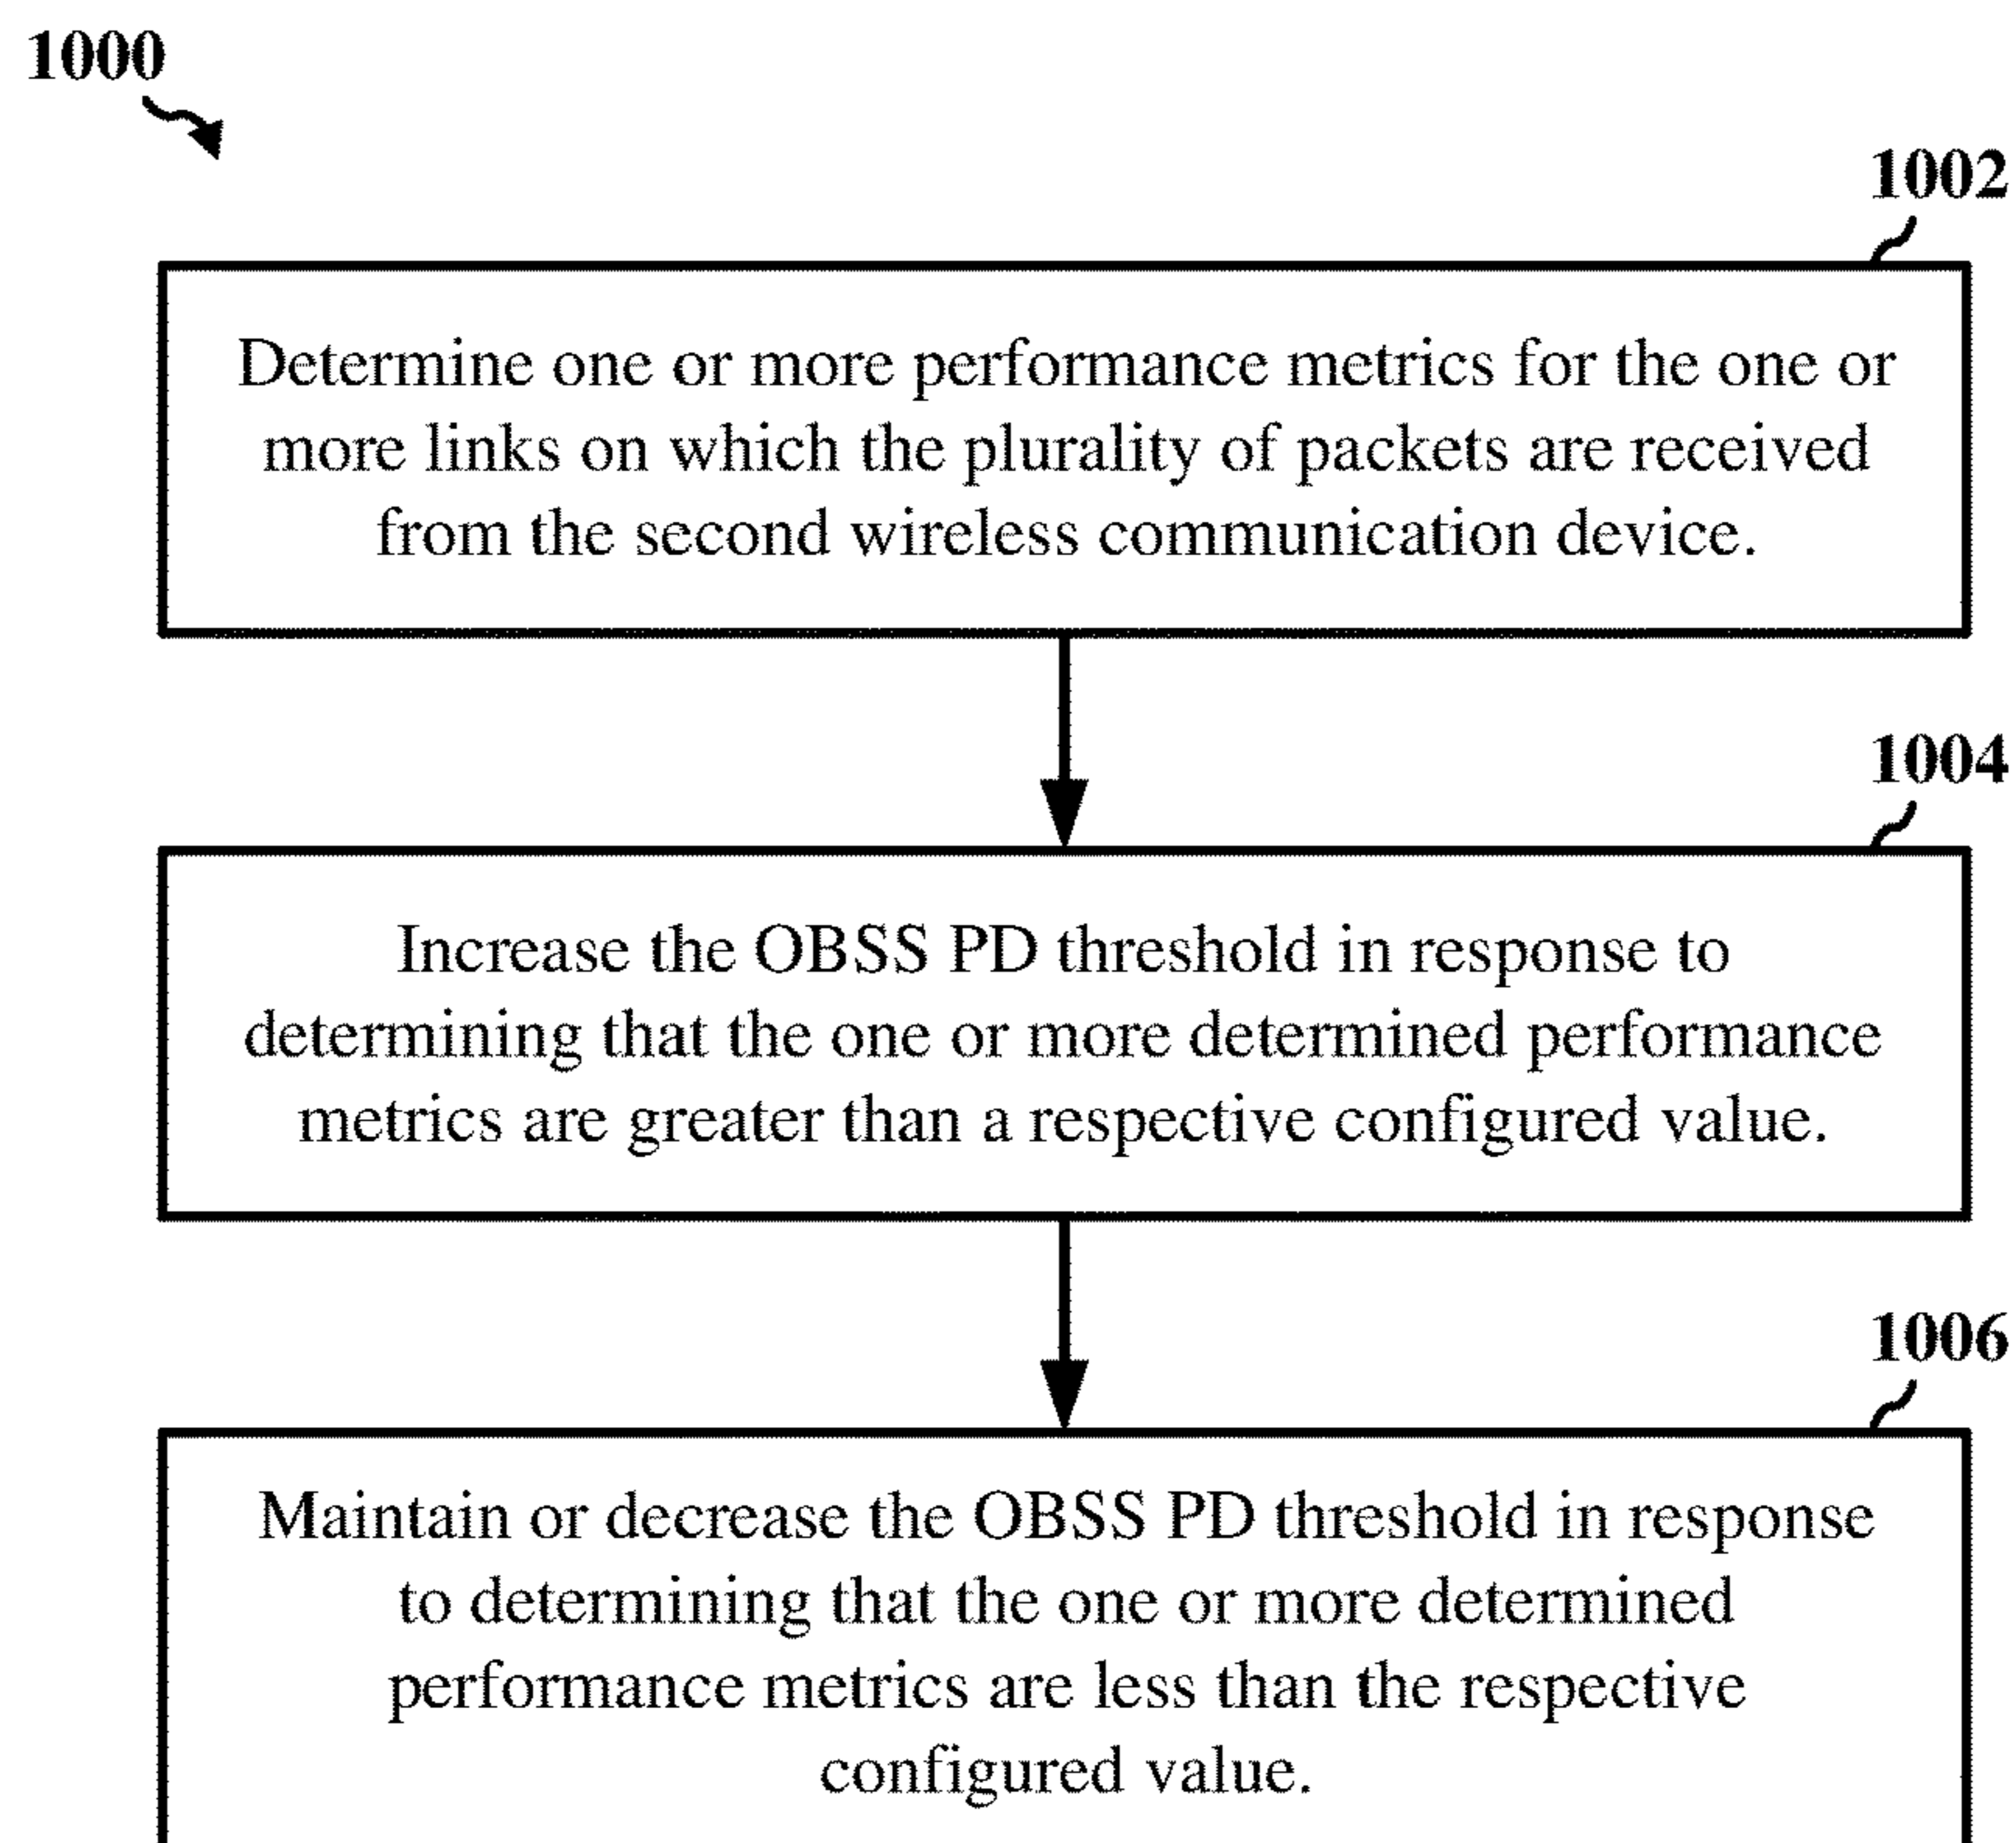 1000
1002
Determine one or more performance metrics for the one or
more links on which the plurality of packets are received
from the second wireless communication device.
1004
Increase the OBSS PD threshold in response to
determining that the one or more determined performance
metrics are greater than a respective configured value.
1006
Maintain or decrease the OBSS PD threshold in response
to determining that the one or more determined
performance metrics are less than the respective
configured value.